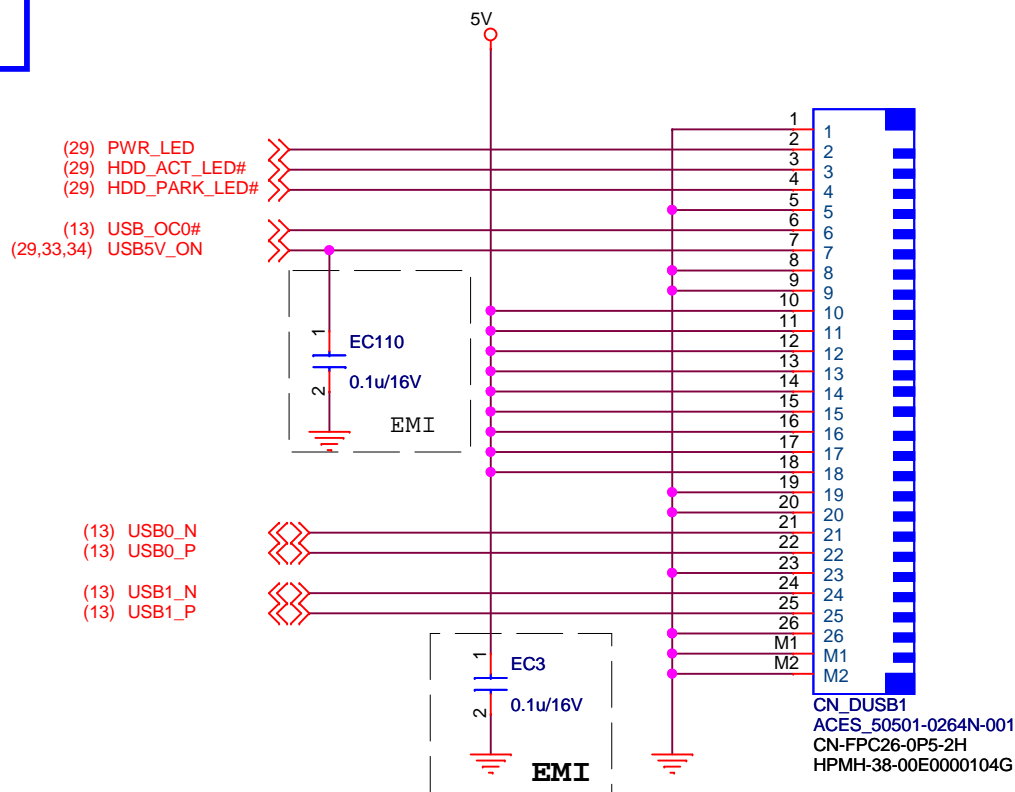 5V
(29) PWR_LED
(29) HDD_ACT_LED#
(29) HDD_PARK_LED#
(13) USB_OC0#
(29,33,34) USB5V_ON
1
EC110
0.1u/16V
2
EMI
(13) USB0_N
(13) USB0_P
(13) USB1_N
(13) USB1_P
1
EC3
0.1u/16V
2
EMI
1 1
2 2
3 3
4 4
5 5
6 6
7 7
8 8
9 9
10 10
11 11
12 12
13 13
14 14
15 15
16 16
17 17
18 18
19 19
20 20
21 21
22 22
23 23
24 24
25 25
26 26
M1 M1
M2 M2
CN_DUSB1
ACES_50501-0264N-001
CN-FPC26-0P5-2H
HPMH-38-00E0000104G